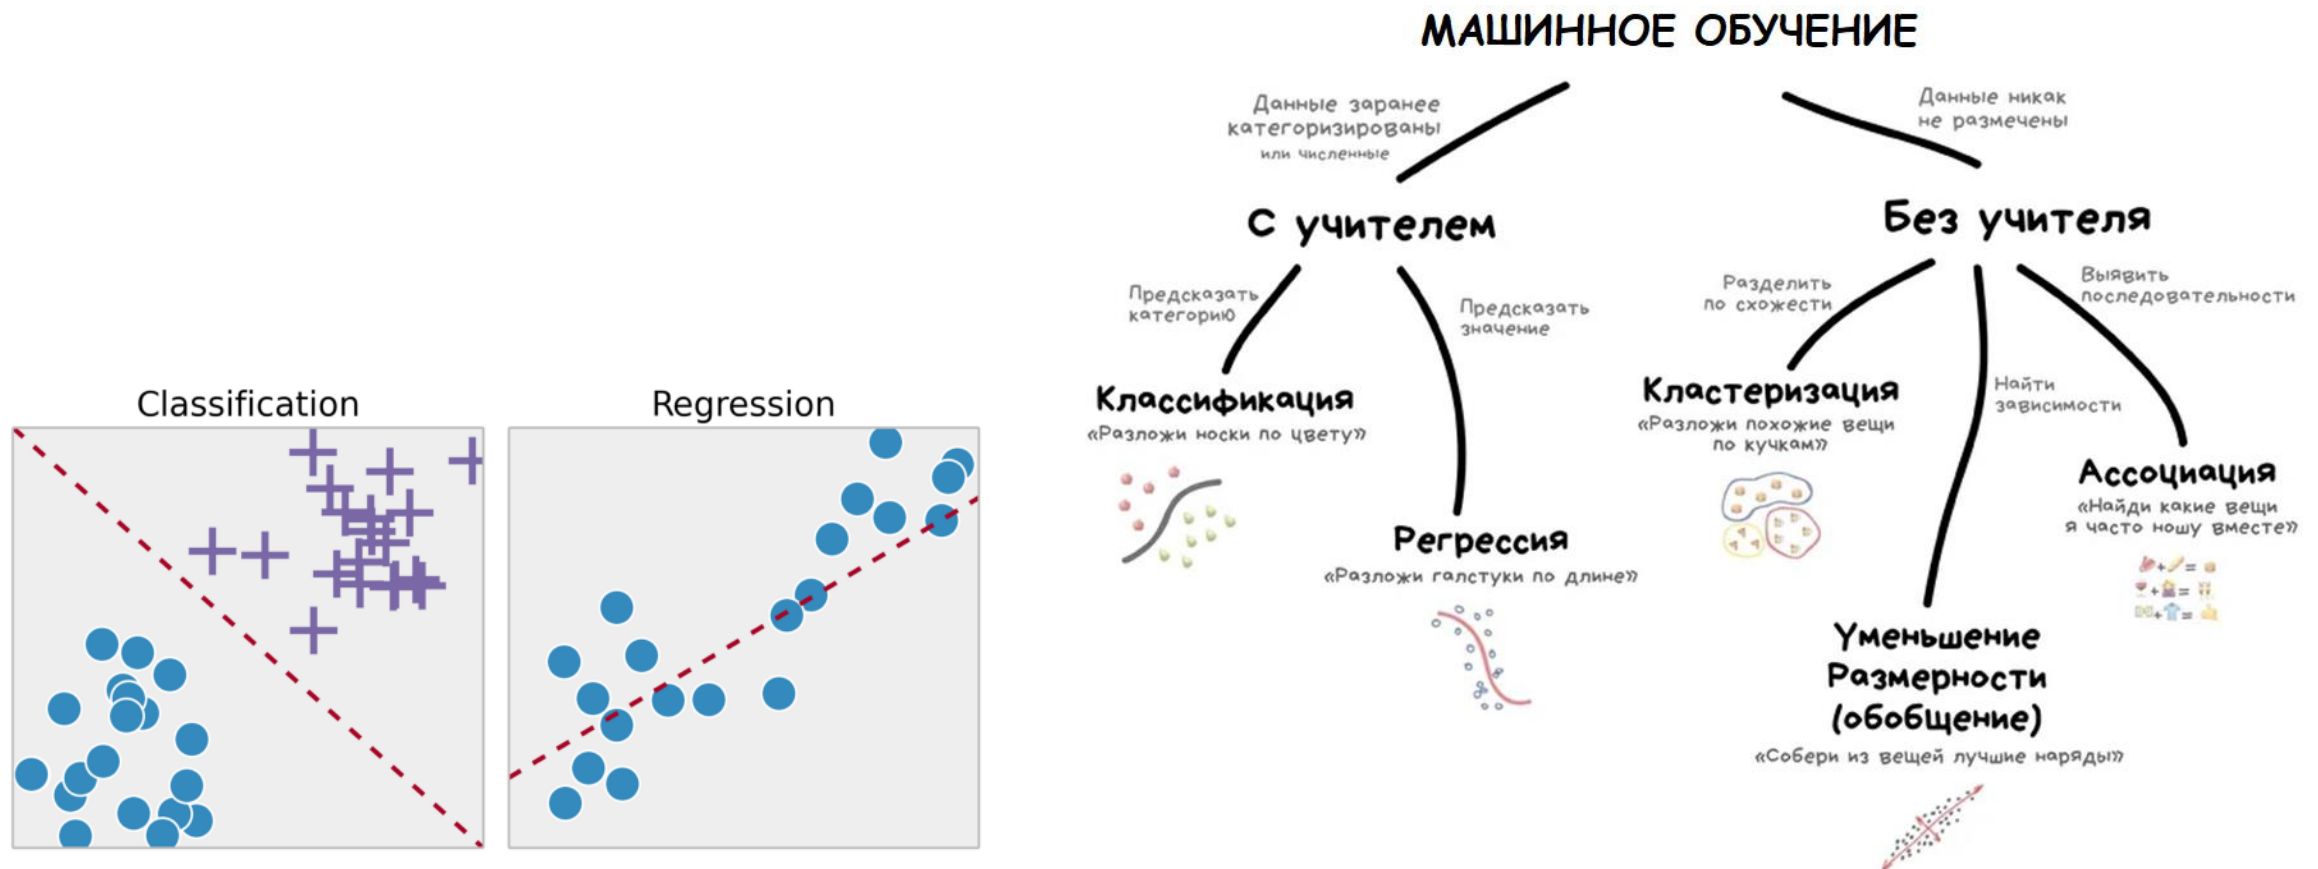 Classification
Regression
МАШИННОЕ ОБУЧЕНИЕ
Данные заранее
категоризированы
или численные
Данные никак
не размечены
С учителем
Без учителя
Предсказать
категорию
Предсказать
значение
Разделить
по схожести
Выявить
последовательности
Классификация
«Разложи носки по цвету»
Кластеризация
«Разложи похожие вещи
по кучкам»
Найти
зависимости
Ассоциация
«Найди какие вещи
я часто ношу вместе»
Регрессия
«Разложи галстуки по длине»
Уменьшение
Размерности
(обобщение)
«Собери из вещей лучшие наряды»